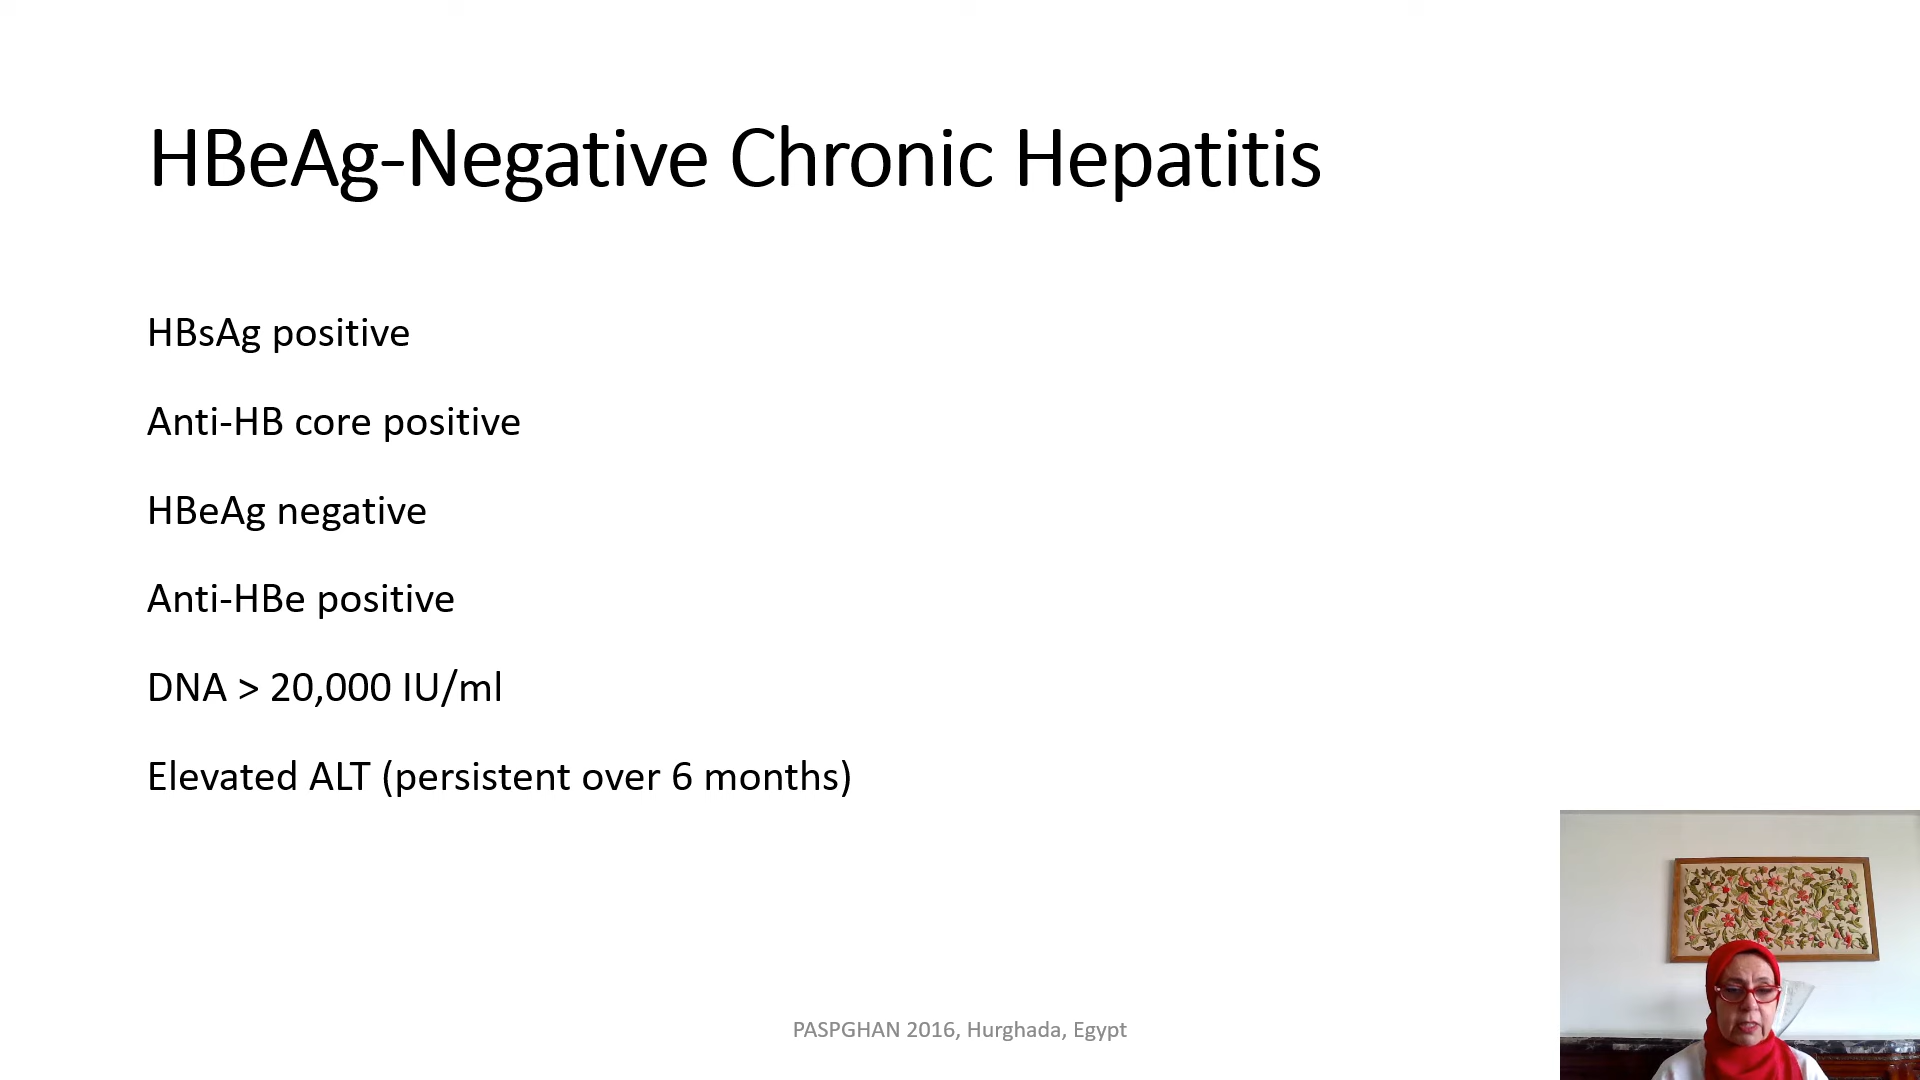 HBeAg-Negative Chronic Hepatitis
HBsAg positive
Anti-HB core positive
HBeAg negative
Anti-HBe positive
DNA > 20,000 IU/ml
Elevated ALT (persistent over 6 months)
PASPGHAN 2016, Hurghada, Egypt